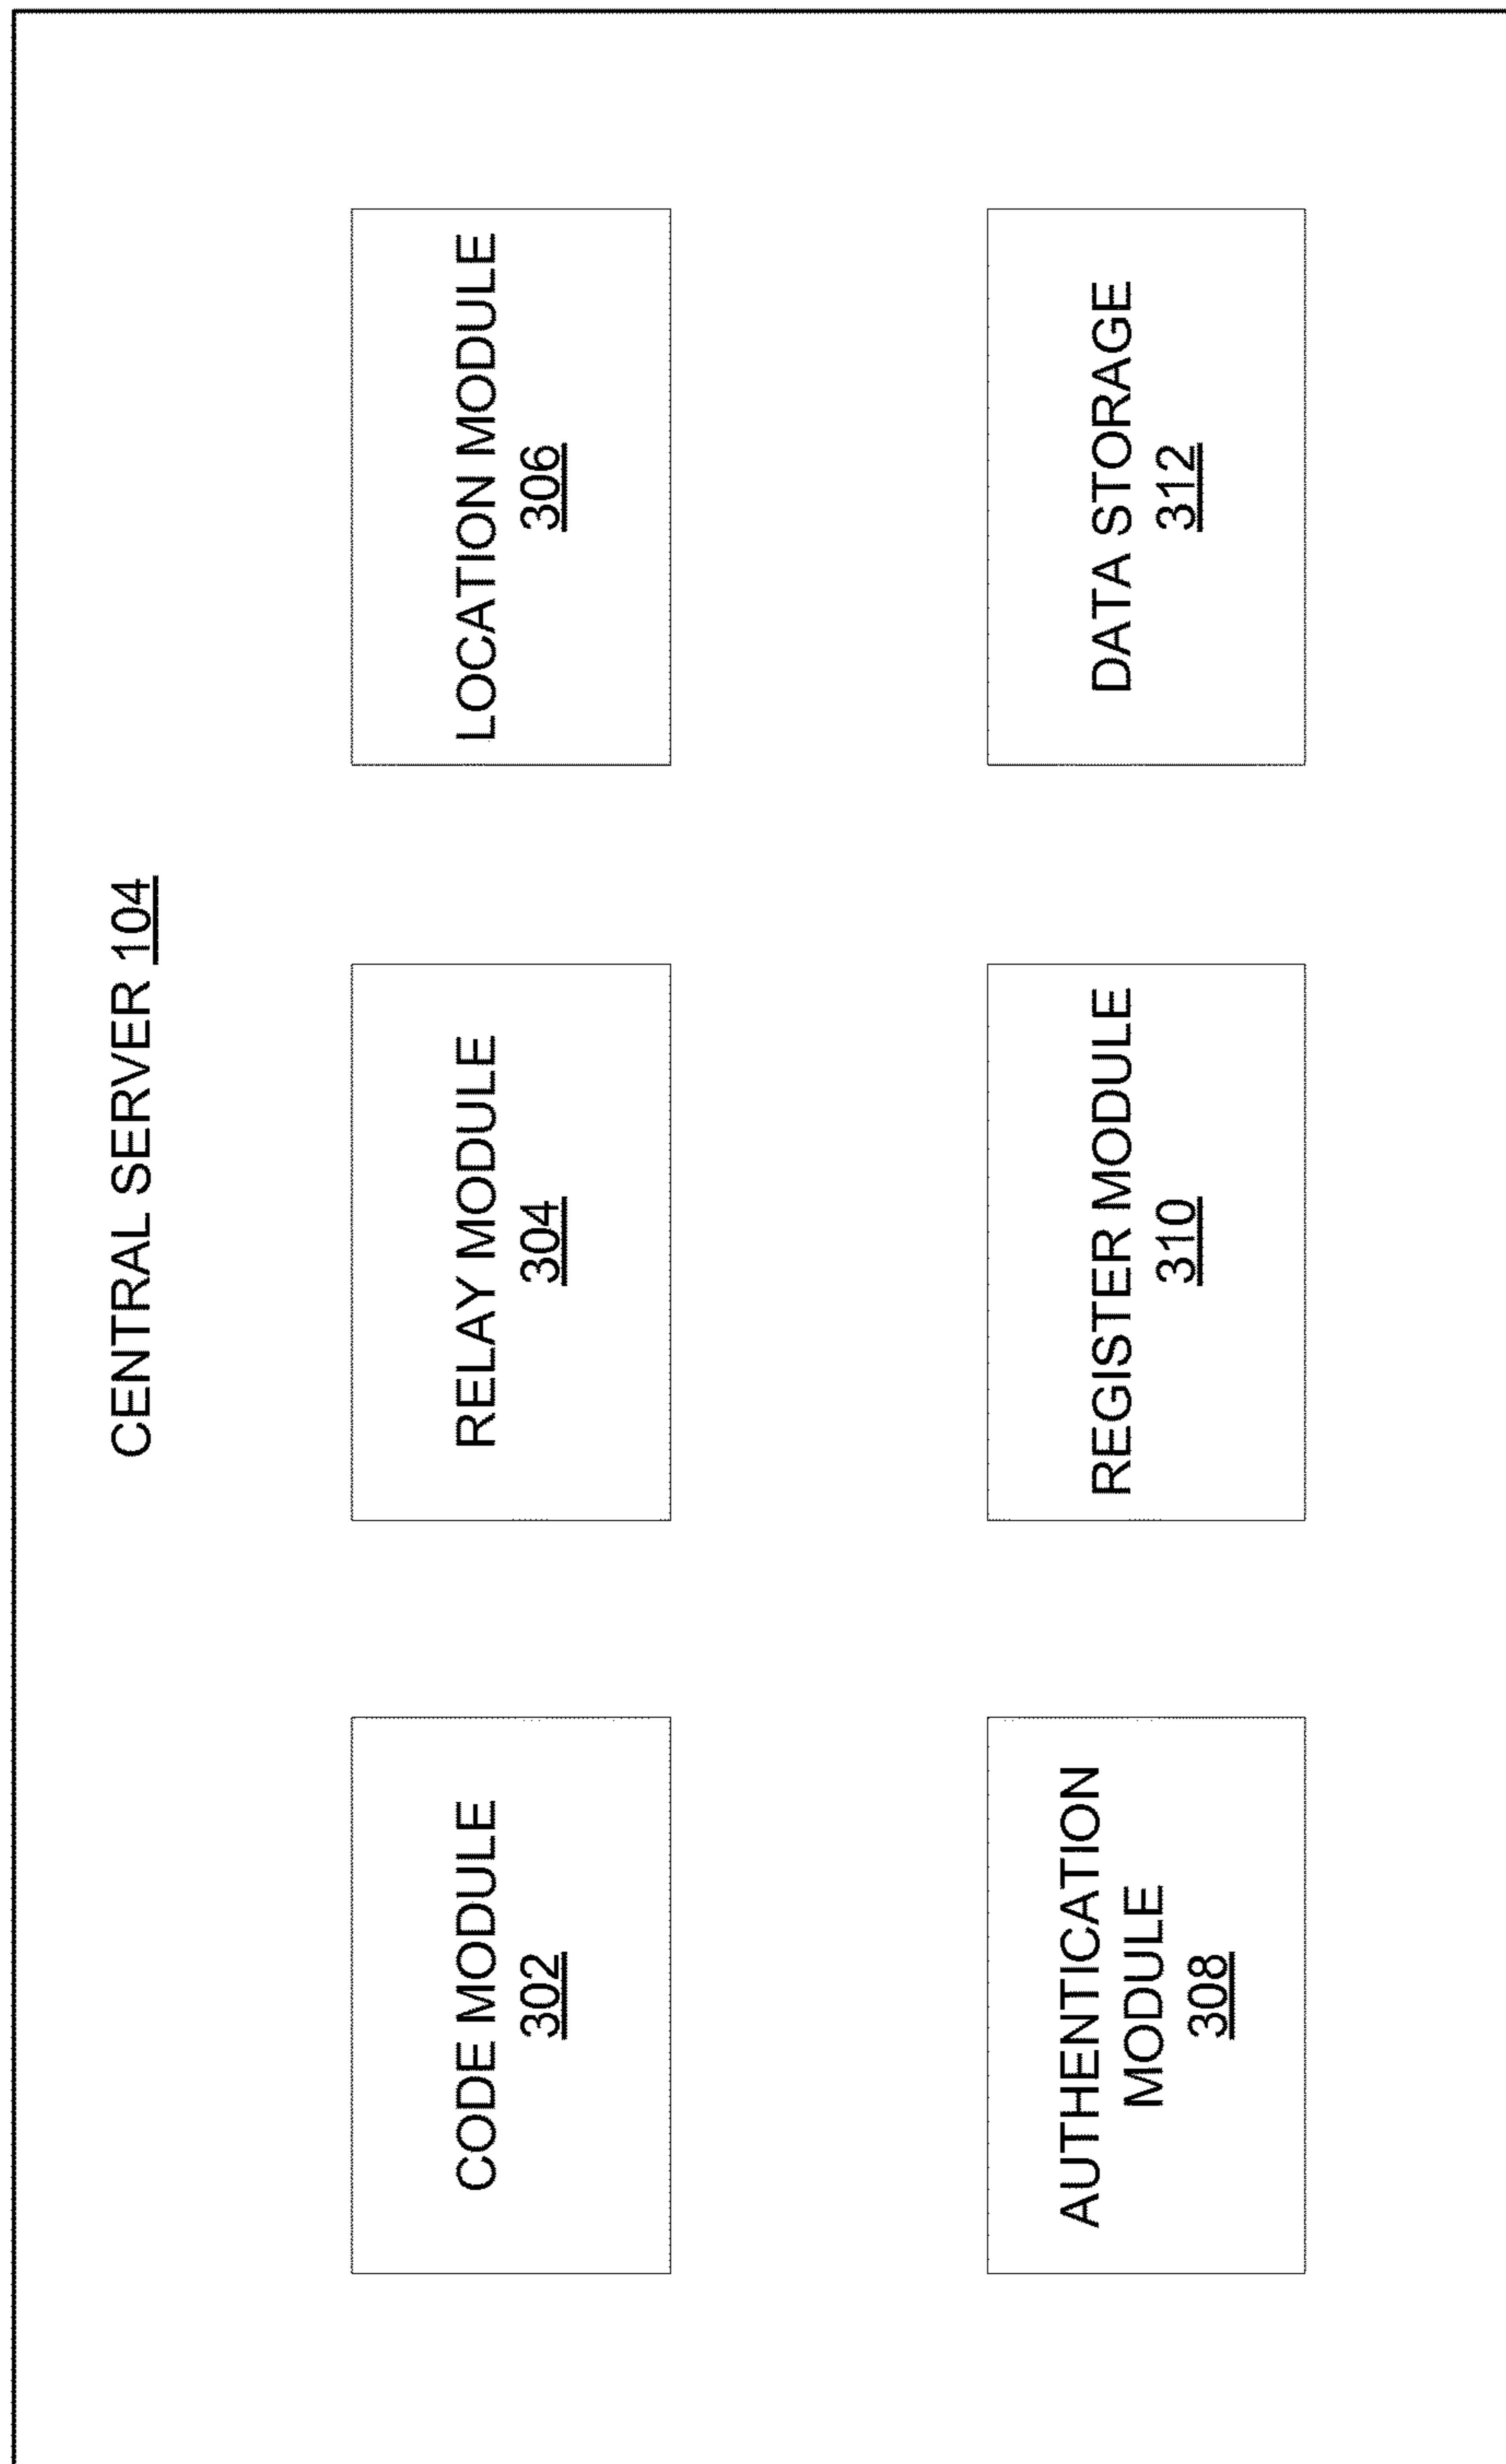 CENTRAL SERVER 104
CODE MODULE
302
RELAY MODULE
304
LOCATION MODULE
306
AUTHENTICATION
MODULE
308
REGISTER MODULE
310
DATA STORAGE
312